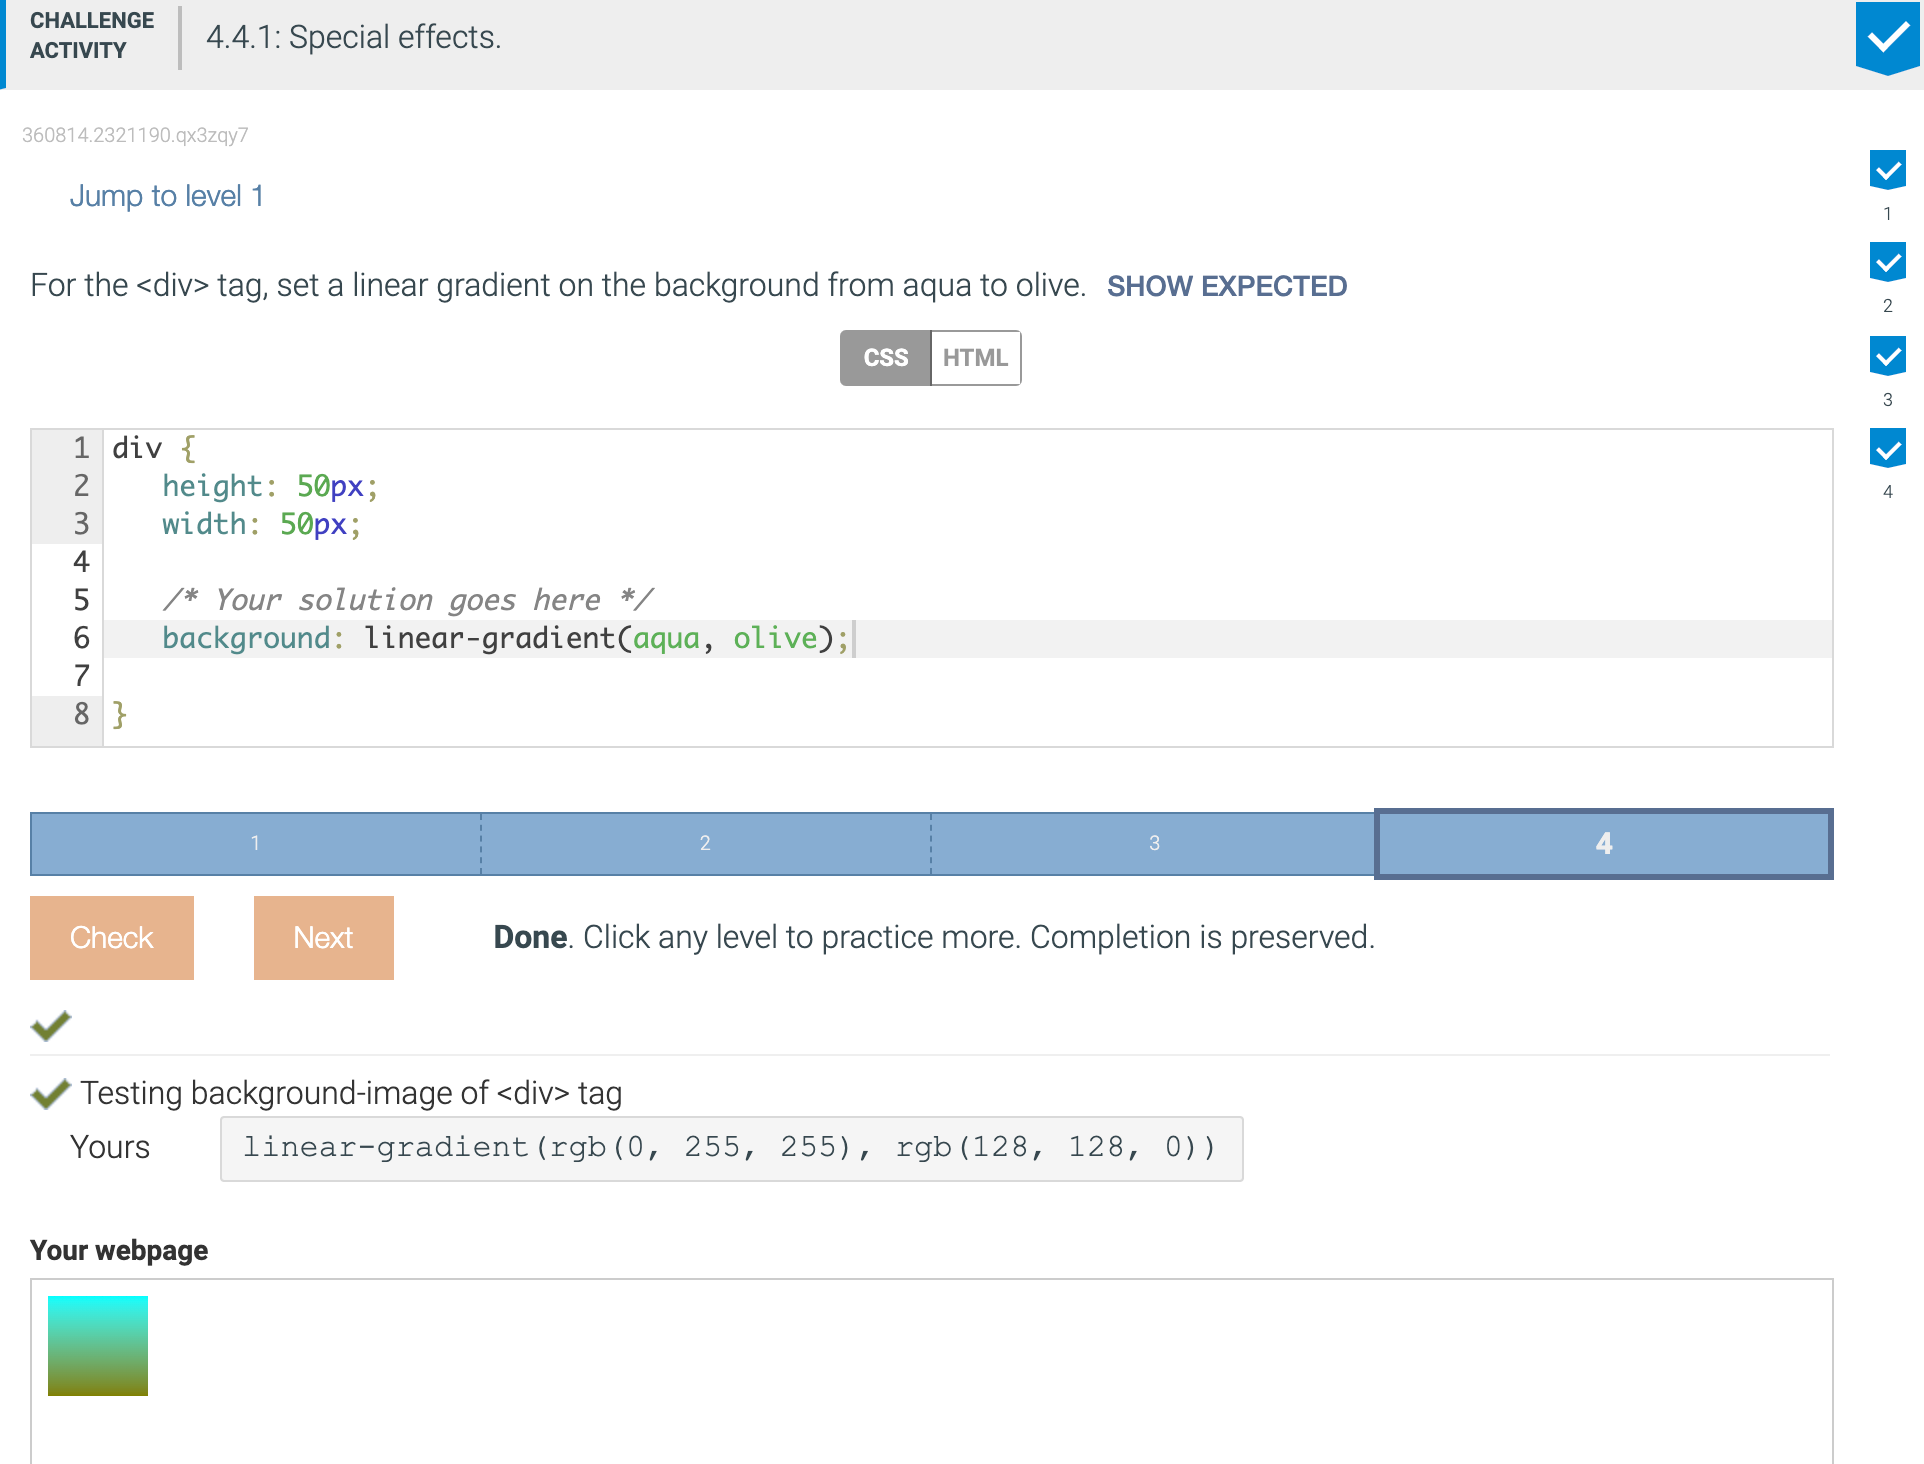 CHALLENGE
ACTIVITY
4.4.1: Special effects.
360814.2321190.qx3zqy7
Jump to level 1
1
2
3
4
For the <div> tag, set a linear gradient on the background from aqua to olive. SHOW EXPECTED
CSS HTML
1 div {
2 height: 50px;
3 width: 50px;
4
5 /* Your solution goes here */
6 background: linear-gradient(aqua, olive);
7
8 }
1 2 3 4
Check Next Done. Click any level to practice more. Completion is preserved.
Testing background-image of <div> tag
Yours linear-gradient(rgb(0, 255, 255), rgb(128, 128, 0))
Your webpage